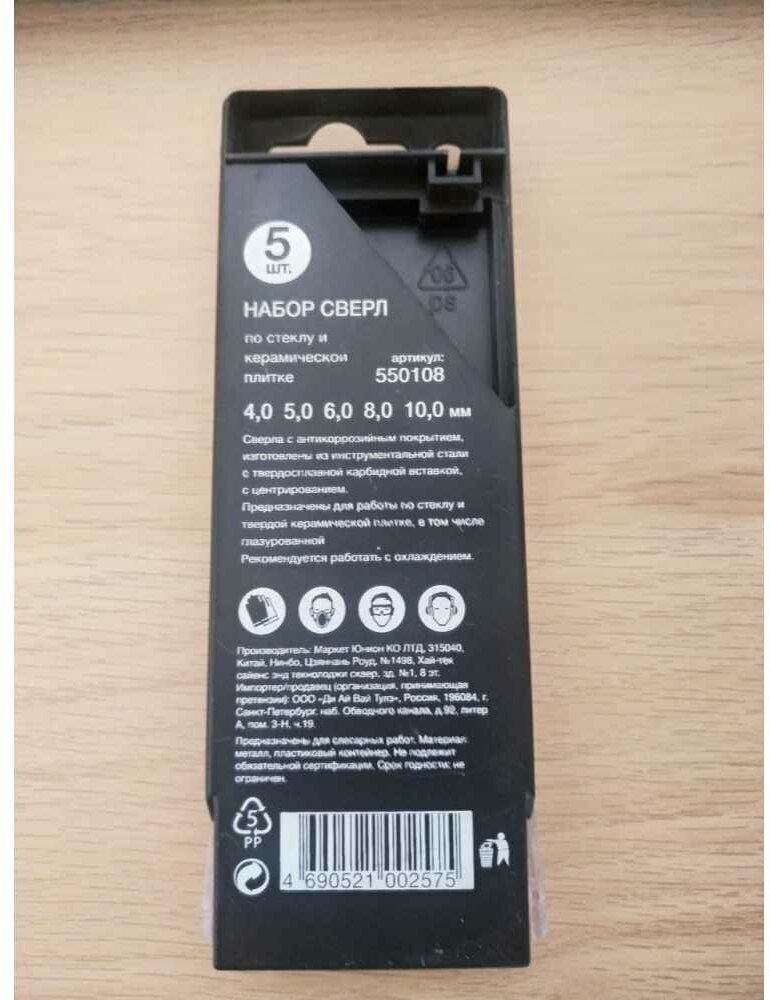 5
шт.
06
PS
НАБОР СВЕРЛ
по стеклу и
керамической
плитке
артикул:
550108
4,0 5,0 6,0 8,0 10,0 мм
Сверла с антикоррозийным покрытием,
изготовлены из инструментальной стали
с твердосплавной карбидной вставкой,
с центрированием.
Предназначены для работы по стеклу и
твердой керамической плитке, в том числе
глазурованной
Рекомендуется работать с охлаждением.
Производитель: Маркет Юнион КО ЛТД, 315040,
Китай, Нинбо, Цзяннань Роуд, №1498, Хай-тек
сайенс энд текнолоджи сквер, зд. №1, 8 эт.
Импортер/продавец (организация, принимающая
претензии): ООО «Ди Ай Вай Тулз», Россия, 196084, г.
Санкт-Петербург, наб. Обводного канала, д.92, литер
А, пом. 3-Н, ч.19.
Предназначены для слесарных работ. Материал:
металл, пластиковый контейнер. Не подлежит
обязательной сертификации. Срок годности: не
ограничен.
5
PP
4 690521 002575